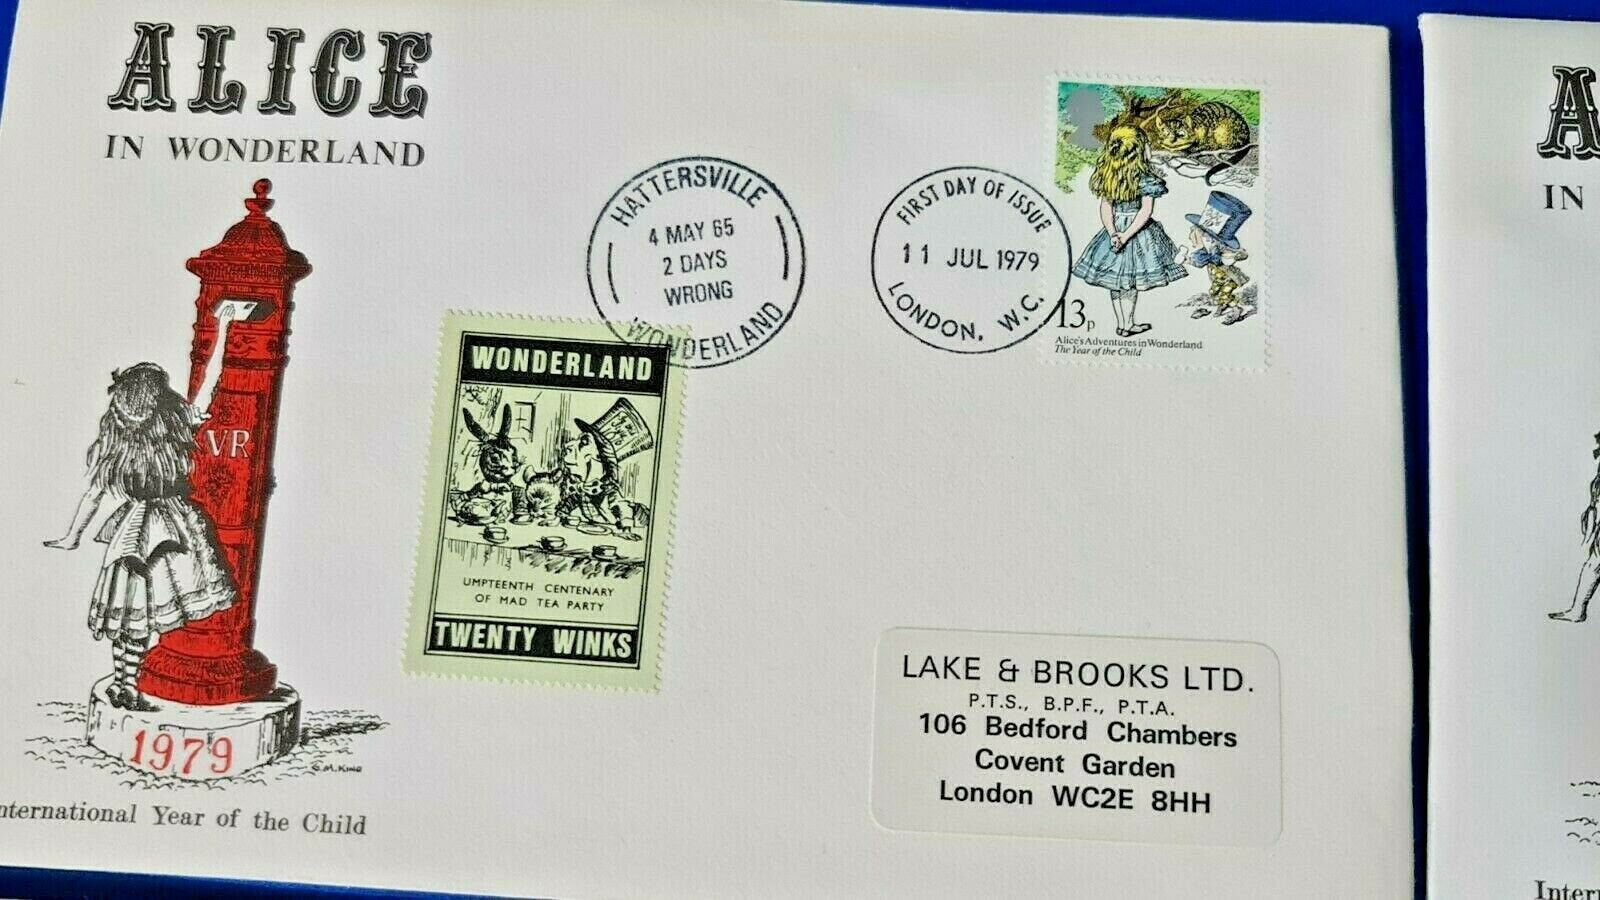 ALICE
IN WONDERLAND
VR
1979
G.M. KING
International Year of the Child
HATTERSVILLE
4 MAY 65
2 DAYS
WRONG
WONDERLAND
WONDERLAND
UMPTEENTH CENTENARY
OF MAD TEA PARTY
TWENTY WINKS
FIRST DAY OF ISSUE
11 JUL 1979
LONDON, W.C.
13p
Alice's Adventures in Wonderland
The Year of the Child
LAKE & BROOKS LTD.
P.T.S., B.P.F., P.T.A.
106 Bedford Chambers
Covent Garden
London WC2E 8HH
A
IN
Intern